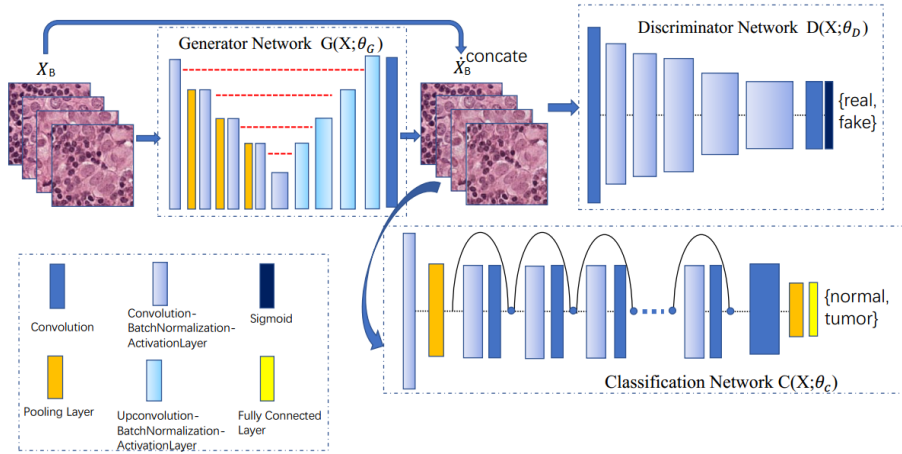 Generator Network G(X;θ_G)
X_B
Ẋ_B concate
Discriminator Network D(X;θ_D)
{real,
fake}
Convolution
Convolution-
BatchNormalization-
ActivationLayer
Sigmoid
Pooling Layer
Upconvolution-
BatchNormalization-
ActivationLayer
Fully Connected
Layer
{normal,
tumor}
Classification Network C(X;θ_c)